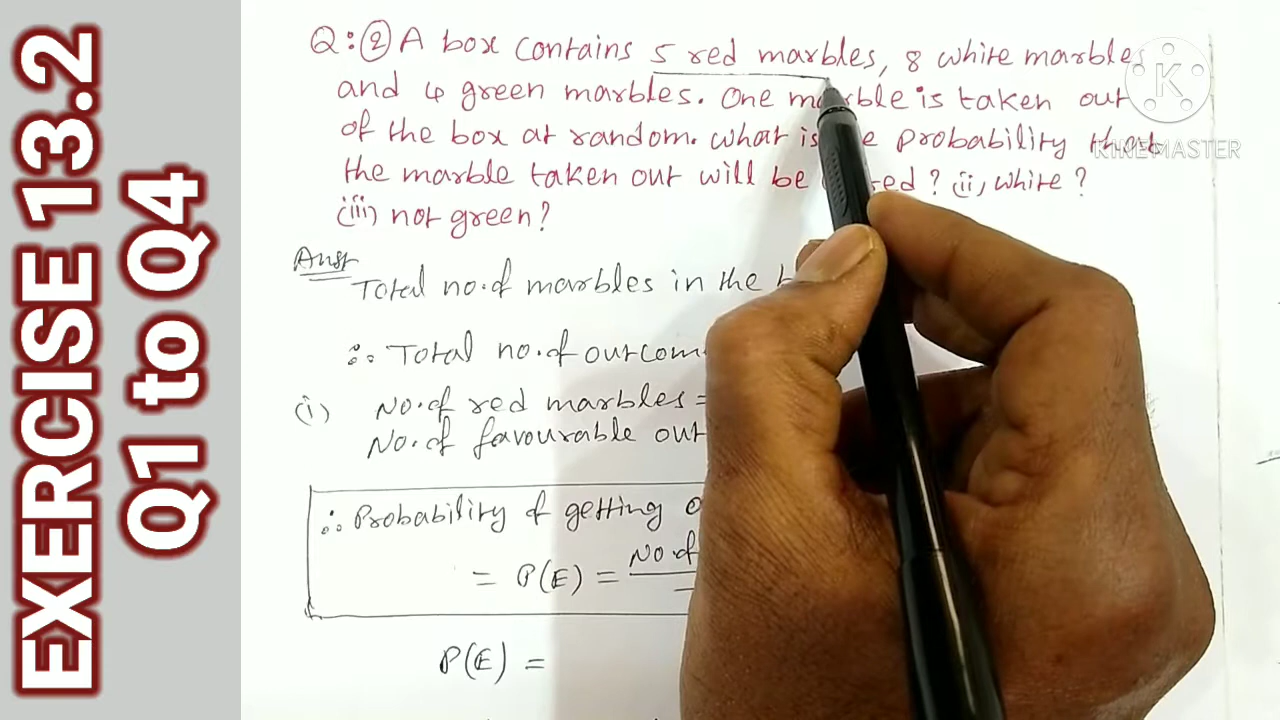 EXERCISE 13.2
Q1 to Q4
Q:② A box contains 5 red marbles, 8 white marbles
and 4 green marbles. One marble is taken out
of the box at random. what is probability that
the marble taken out will be red? (ii) white?
(iii) not green?
Ans:
Total no. of marbles in the
∴ Total no. of
(i) No. of red marbles =
No. of favourable
∴ Probability of getting
= P(E) = No. of
P(E) =
K
KINEMASTER